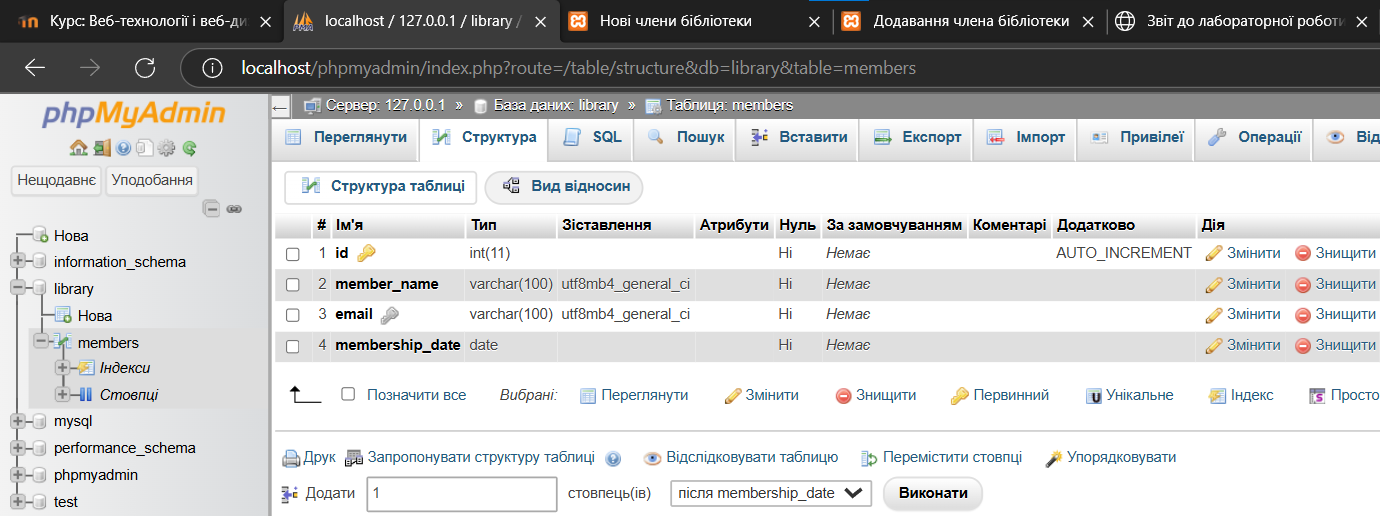 Курс: Веб-технології і веб-ди
localhost / 127.0.0.1 / library /
Нові члени бібліотеки
Додавання члена бібліотеки
Звіт до лабораторної роботи
localhost/phpmyadmin/index.php?route=/table/structure&db=library&table=members
phpMyAdmin
Нещодавнє Уподобання
Нова
information_schema
library
Нова
members
Індекси
Стовпці
mysql
performance_schema
phpmyadmin
test
Сервер: 127.0.0.1 » База даних: library » Таблиця: members
Переглянути Структура SQL Пошук Вставити Експорт Імпорт Привілеї Операції Від
Структура таблиці Вид відносин
# Ім'я Тип Зіставлення Атрибути Нуль За замовчуванням Коментарі Додатково Дія
1 id int(11) Ні Немає AUTO_INCREMENT Змінити Знищити
2 member_name varchar(100) utf8mb4_general_ci Ні Немає Змінити Знищити
3 email varchar(100) utf8mb4_general_ci Ні Немає Змінити Знищити
4 membership_date date Ні Немає Змінити Знищити
Позначити все Вибрані: Переглянути Змінити Знищити Первинний Унікальне Індекс Просто
Друк Запропонувати структуру таблиці Відслідковувати таблицю Перемістити стовпці Упорядковувати
Додати 1 стовпець(ів) після membership_date Виконати